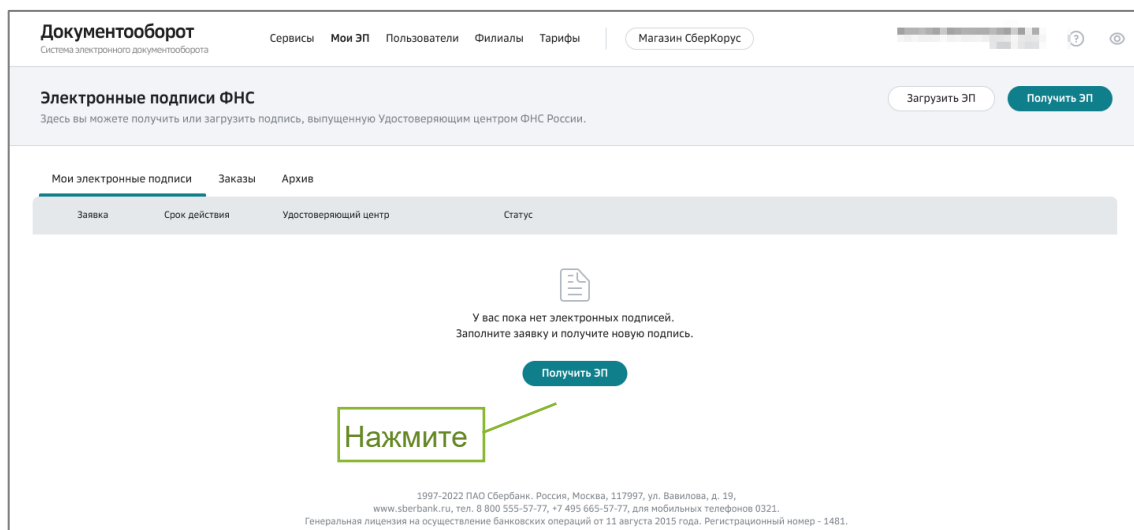 Документооборот
Система электронного документооборота
Сервисы Мои ЭП Пользователи Филиалы Тарифы Магазин СберКорус
Электронные подписи ФНС
Здесь вы можете получить или загрузить подпись, выпущенную Удостоверяющим центром ФНС России.
Загрузить ЭП Получить ЭП
Мои электронные подписи Заказы Архив
Заявка Срок действия Удостоверяющий центр Статус
У вас пока нет электронных подписей.
Заполните заявку и получите новую подпись.
Получить ЭП
Нажмите
1997-2022 ПАО Сбербанк. Россия, Москва, 117997, ул. Вавилова, д. 19,
www.sberbank.ru, тел. 8 800 555-57-77, +7 495 665-57-77, для мобильных телефонов 0321.
Генеральная лицензия на осуществление банковских операций от 11 августа 2015 года. Регистрационный номер - 1481.